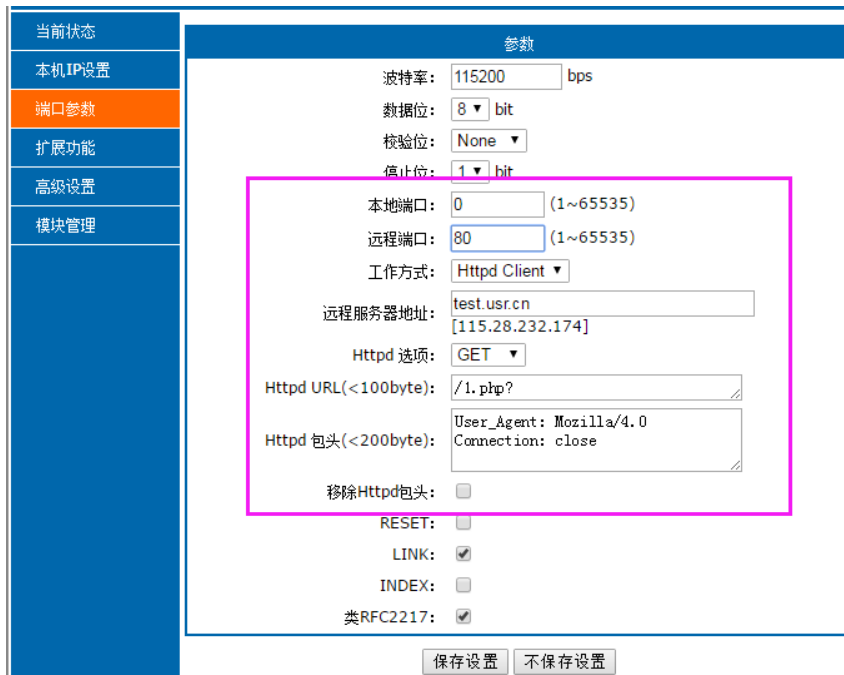 当前状态
本机IP设置
端口参数
扩展功能
高级设置
模块管理
参数
波特率： 115200 bps
数据位： 8 bit
校验位： None
停止位： 1 bit
本地端口： 0 (1~65535)
远程端口： 80 (1~65535)
工作方式： Httpd Client
远程服务器地址： test.usr.cn
[115.28.232.174]
Httpd 选项： GET
Httpd URL(<100byte)： /1.php?
Httpd 包头(<200byte)： User_Agent: Mozilla/4.0
Connection: close
移除Httpd包头：
RESET：
LINK：
INDEX：
类RFC2217：
保存设置 不保存设置